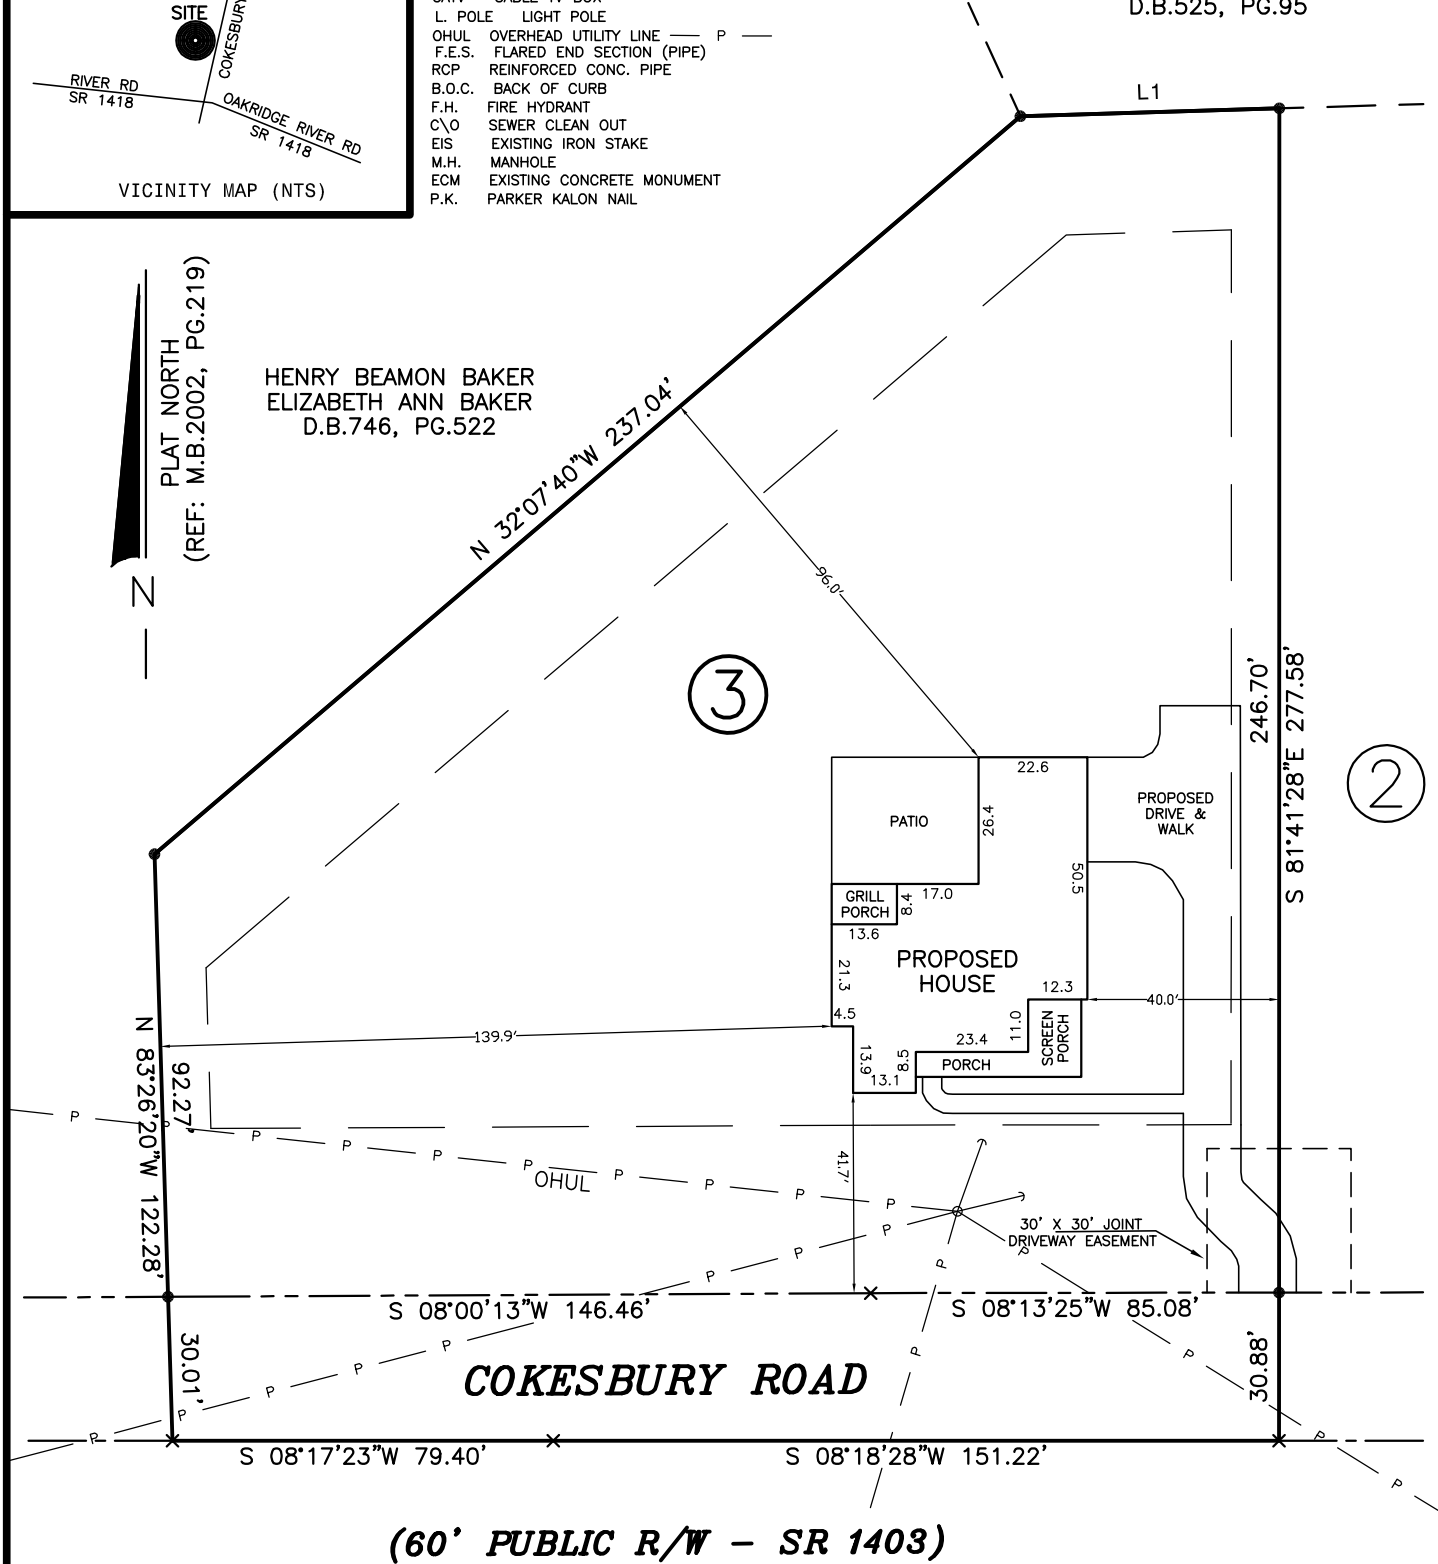 SITE
COKESBURY
RIVER RD
SR 1418
OAKRIDGE RIVER RD
SR 1418
VICINITY MAP (NTS)
L. POLE LIGHT POLE
OHUL OVERHEAD UTILITY LINE — P —
F.E.S. FLARED END SECTION (PIPE)
RCP REINFORCED CONC. PIPE
B.O.C. BACK OF CURB
F.H. FIRE HYDRANT
C\O SEWER CLEAN OUT
EIS EXISTING IRON STAKE
M.H. MANHOLE
ECM EXISTING CONCRETE MONUMENT
P.K. PARKER KALON NAIL
D.B.525, PG.95
L1
PLAT NORTH
(REF: M.B.2002, PG.219)
N
HENRY BEAMON BAKER
ELIZABETH ANN BAKER
D.B.746, PG.522
N 32°07'40"W 237.04'
96.0'
3
246.70'
S 81°41'28"E 277.58'
2
22.6
PATIO
26.4
PROPOSED
DRIVE &
WALK
50.5
GRILL
PORCH
8.4
17.0
13.6
PROPOSED
HOUSE
21.3
4.5
12.3
40.0'
11.0
SCREEN
PORCH
23.4
PORCH
8.5
13.9
13.1
139.9'
N 83°26'20"W 122.28'
92.27'
P
P
P
P
P
P
P
P
P
OHUL
41.7'
30' X 30' JOINT
DRIVEWAY EASEMENT
P
P
P
P
P
P
P
P
P
P
P
P
P
P
S 08°00'13"W 146.46'
S 08°13'25"W 85.08'
30.01'
COKESBURY ROAD
30.88'
S 08°17'23"W 79.40'
S 08°18'28"W 151.22'
(60' PUBLIC R/W - SR 1403)